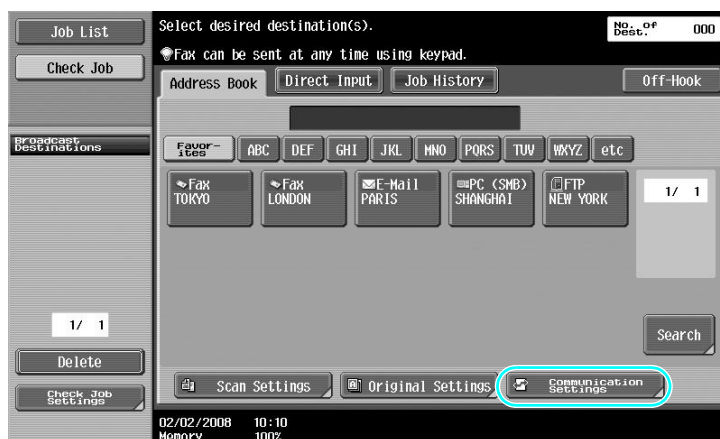 Job List
Check Job
Broadcast
Destinations
1/ 1
Delete
Check Job
Settings
Select desired destination(s).
Fax can be sent at any time using keypad.
No. of
Dest.
000
Address Book
Direct Input
Job History
Off-Hook
Favor-
ites
ABC
DEF
GHI
JKL
MNO
PQRS
TUV
WXYZ
etc
Fax
TOKYO
Fax
LONDON
E-Mail
PARIS
PC (SMB)
SHANGHAI
FTP
NEW YORK
1/ 1
Search
Scan Settings
Original Settings
Communication
Settings
02/02/2008 10:10
Memory 100%